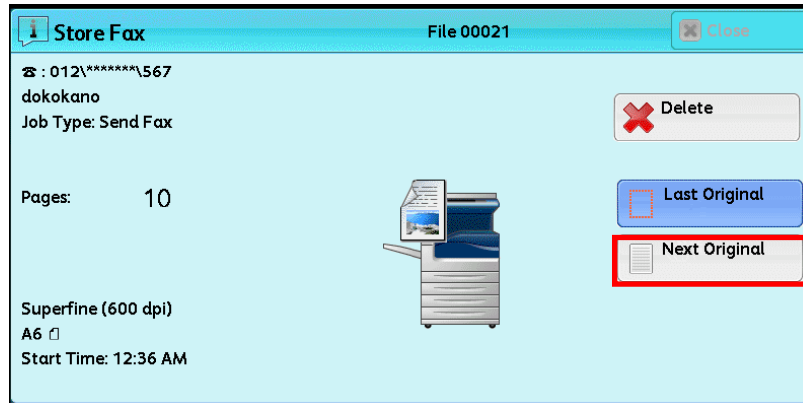 Store Fax
File 00021
Close
☎ : 012\*******\567
dokokano
Job Type: Send Fax
Delete
Pages: 10
Last Original
Next Original
Superfine (600 dpi)
A6
Start Time: 12:36 AM